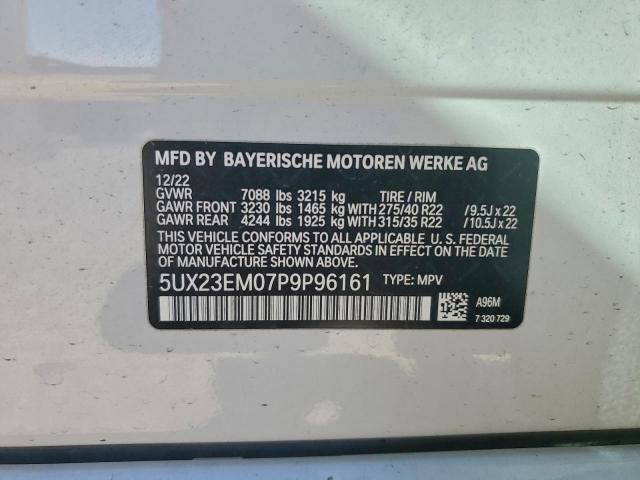 MFD BY BAYERISCHE MOTOREN WERKE AG
12/22
GVWR 7088 lbs 3215 kg TIRE / RIM
GAWR FRONT 3230 lbs 1465 kg WITH 275/40 R22 / 9.5J x 22
GAWR REAR 4244 lbs 1925 kg WITH 315/35 R22 / 10.5J x 22
THIS VEHICLE CONFORMS TO ALL APPLICABLE U. S. FEDERAL
MOTOR VEHICLE SAFETY AND THEFT PREVENTION STANDARDS
IN EFFECT ON THE DATE OF MANUFACTURE SHOWN ABOVE.
5UX23EM07P9P96161 TYPE: MPV
A96M
7 320 729